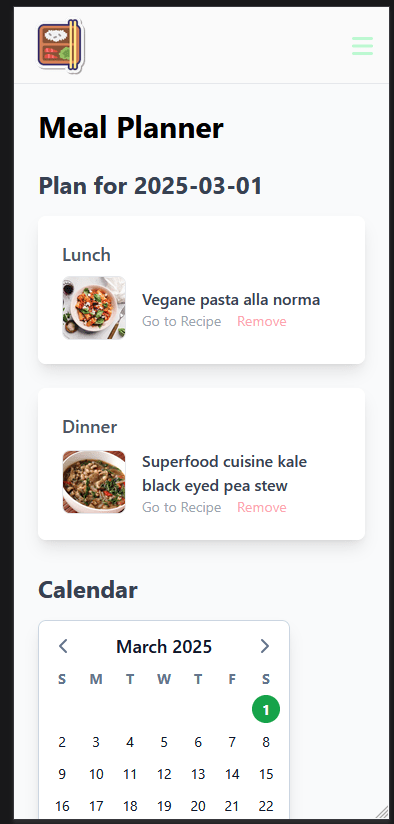 Meal Planner
Plan for 2025-03-01
Lunch
Vegane pasta alla norma
Go to Recipe Remove
Dinner
Superfood cuisine kale
black eyed pea stew
Go to Recipe Remove
Calendar
March 2025
S M T W T F S
1
2 3 4 5 6 7 8
9 10 11 12 13 14 15
16 17 18 19 20 21 22